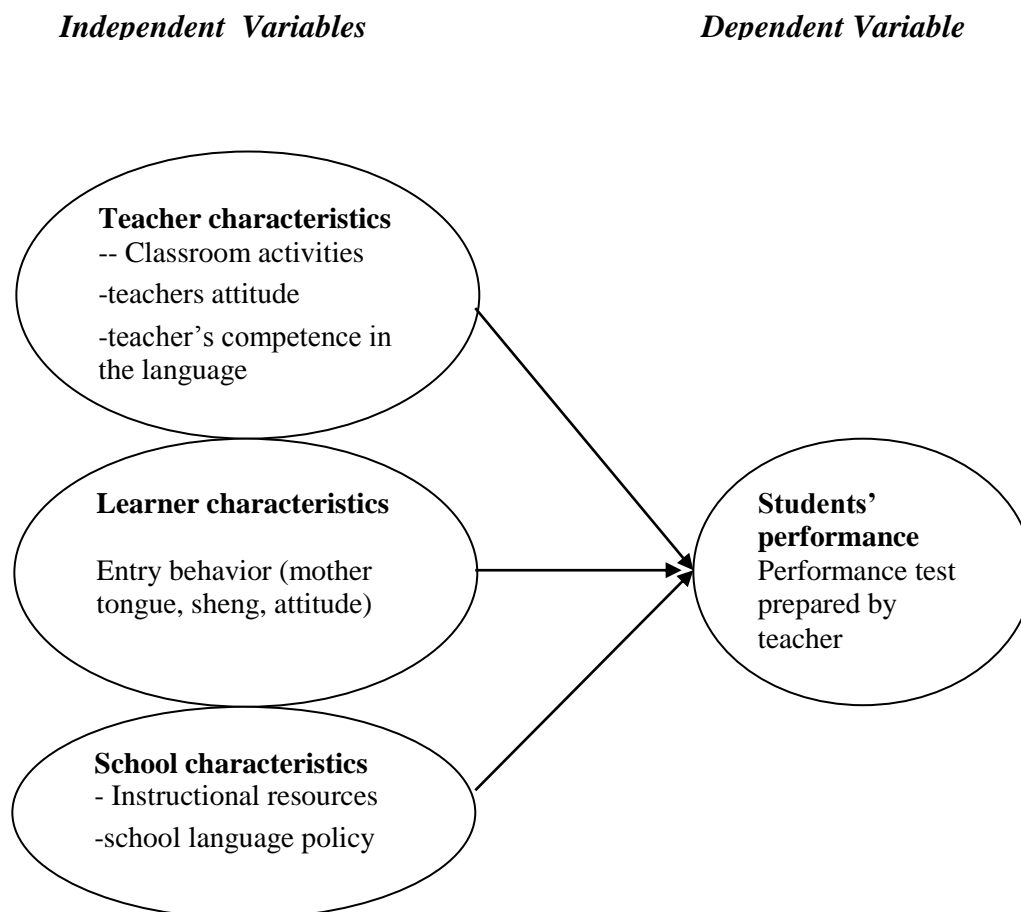 Independent Variables
Dependent Variable
Teacher characteristics
-- Classroom activities
-teachers attitude
-teacher’s competence in
the language
Learner characteristics
Entry behavior (mother
tongue, sheng, attitude)
School characteristics
- Instructional resources
-school language policy
Students’
performance
Performance test
prepared by
teacher